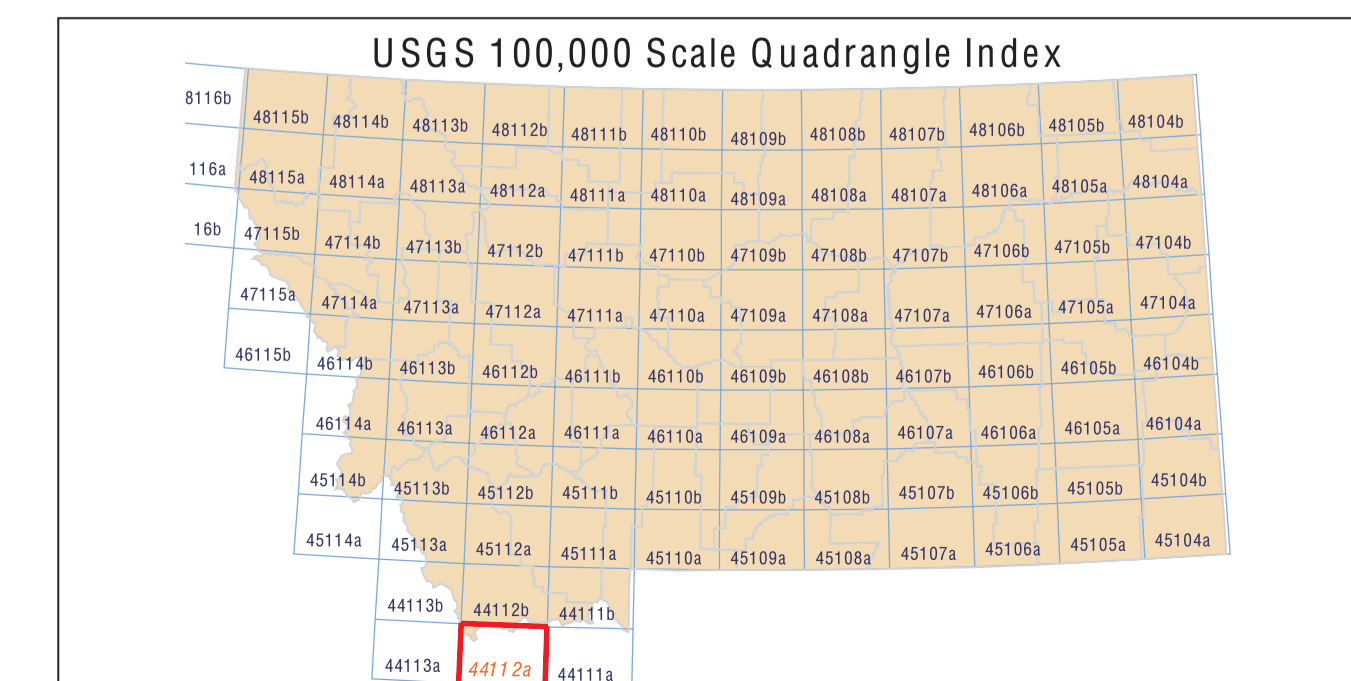 USGS 100,000 Scale Quadrangle Index
8116b 48115b 48114b 48113b 48112b 48111b 48110b 48109b 48108b 48107b 48106b 48105b 48104b
116a 48115a 48114a 48113a 48112a 48111a 48110a 48109a 48108a 48107a 48106a 48105a 48104a
16b 47115b 47114b 47113b 47112b 47111b 47110b 47109b 47108b 47107b 47106b 47105b 47104b
47115a 47114a 47113a 47112a 47111a 47110a 47109a 47108a 47107a 47106a 47105a 47104a
46115b 46114b 46113b 46112b 46111b 46110b 46109b 46108b 46107b 46106b 46105b 46104b
46114a 46113a 46112a 46111a 46110a 46109a 46108a 46107a 46106a 46105a 46104a
45114b 45113b 45112b 45111b 45110b 45109b 45108b 45107b 45106b 45105b 45104b
45114a 45113a 45112a 45111a 45110a 45109a 45108a 45107a 45106a 45105a 45104a
44113b 44112b 44111b
44113a 44112a 44111a